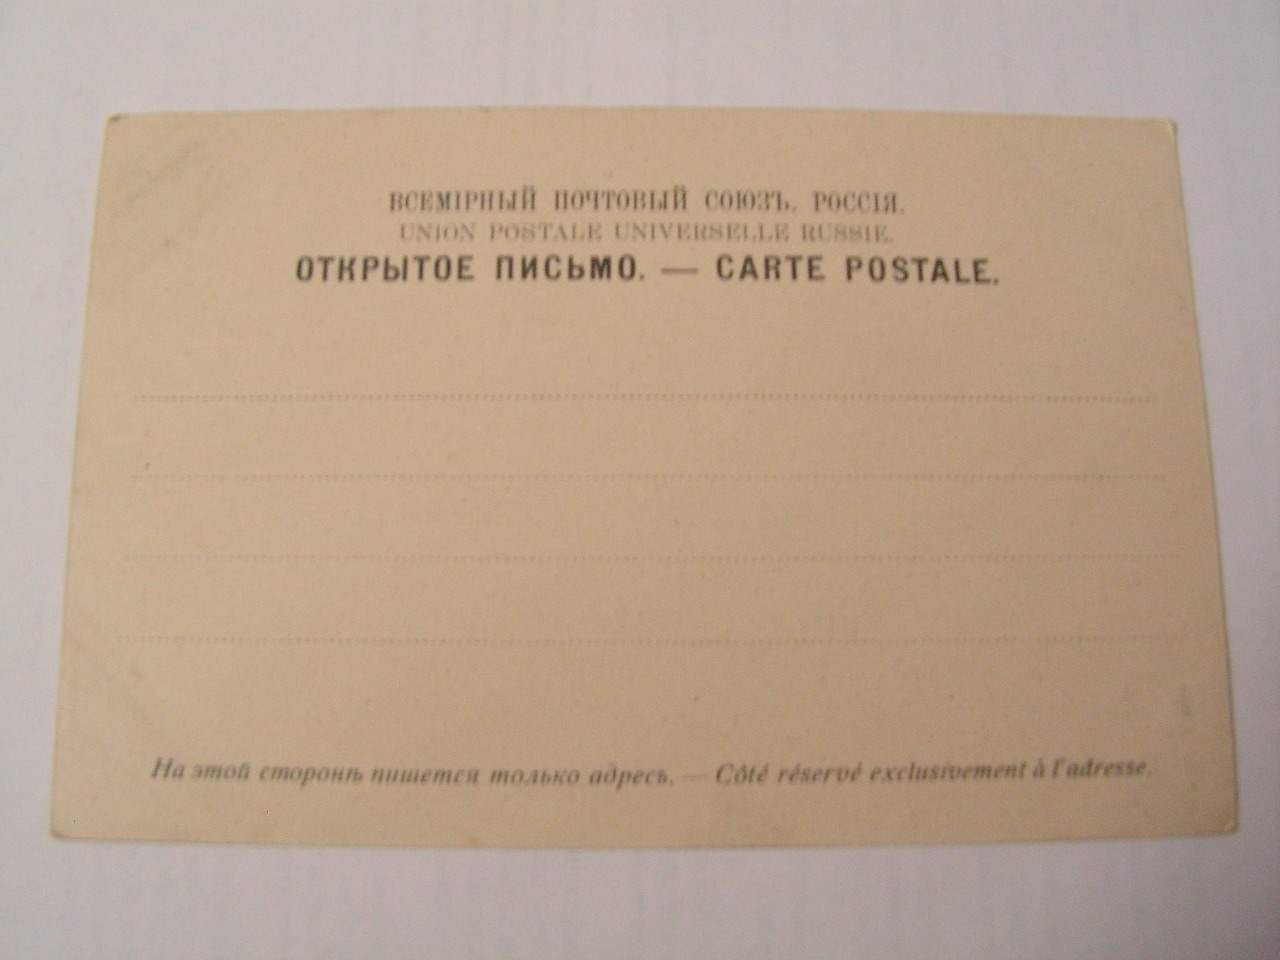 ВСЕМІРНЫЙ ПОЧТОВЫЙ СОЮЗЪ. РОССІЯ.
UNION POSTALE UNIVERSELLE RUSSIE.
ОТКРЫТОЕ ПИСЬМО. — CARTE POSTALE.
На этой сторонѣ пишется только адресъ. — Côté réservé exclusivement à l'adresse.